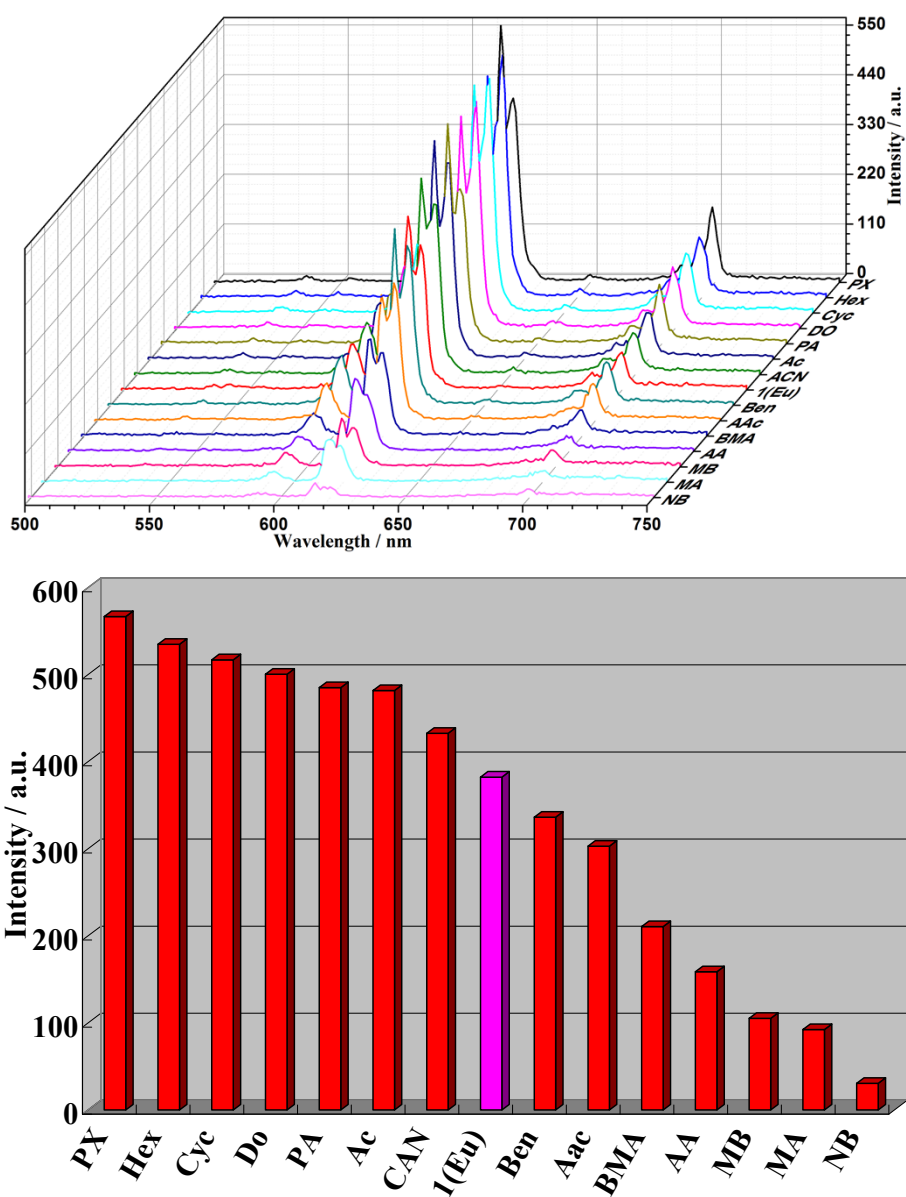 550
440
330
220
110
0
Intensity / a.u.
PX
Hex
Cyc
DO
PA
Ac
ACN
1(Eu)
Ben
AAc
BMA
AA
MB
MA
NB
500 550 600 650 700 750
Wavelength / nm
600
500
400
300
200
100
0
Intensity / a.u.
PX Hex Cyc Do PA Ac CAN 1(Eu) Ben Aac BMA AA MB MA NB